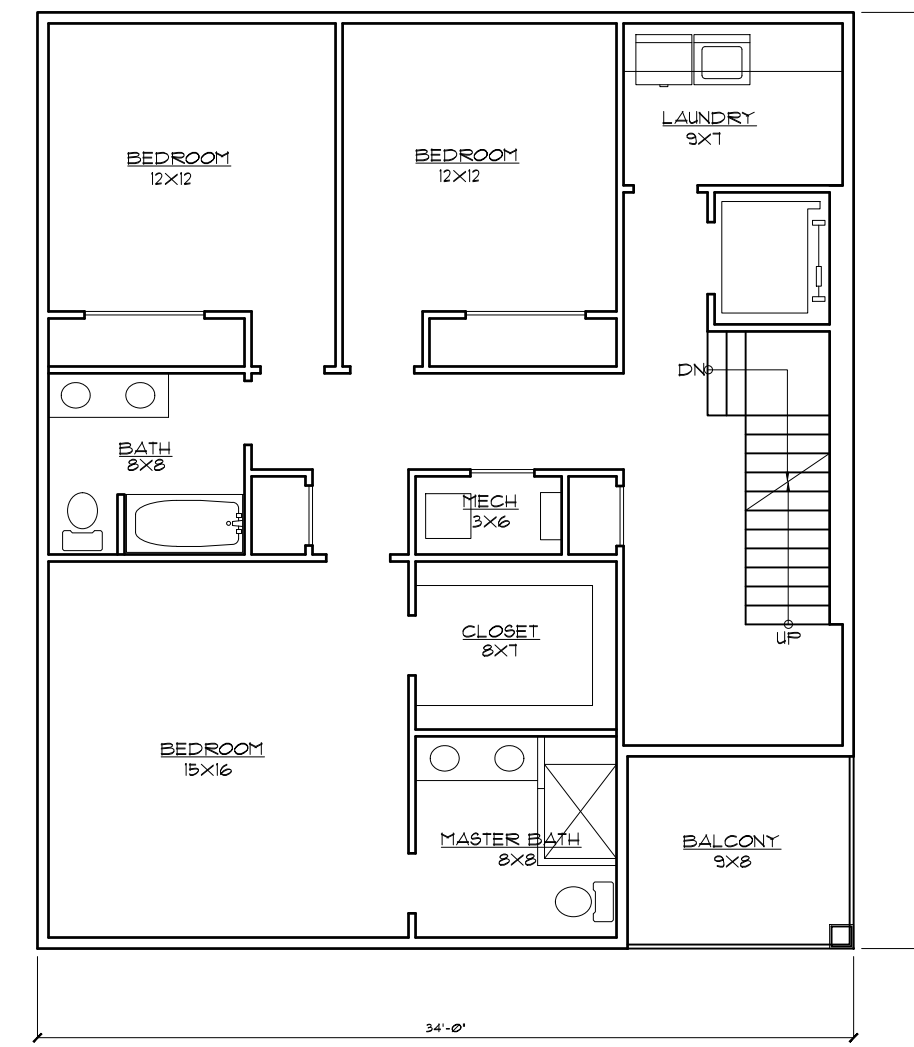 LAUNDRY
9X7
BEDROOM
12X12
BEDROOM
12X12
DN
BATH
8X8
MECH
3X6
CLOSET
8X7
UP
BEDROOM
15X16
MASTER BATH
8X8
BALCONY
9X8
34'-0"